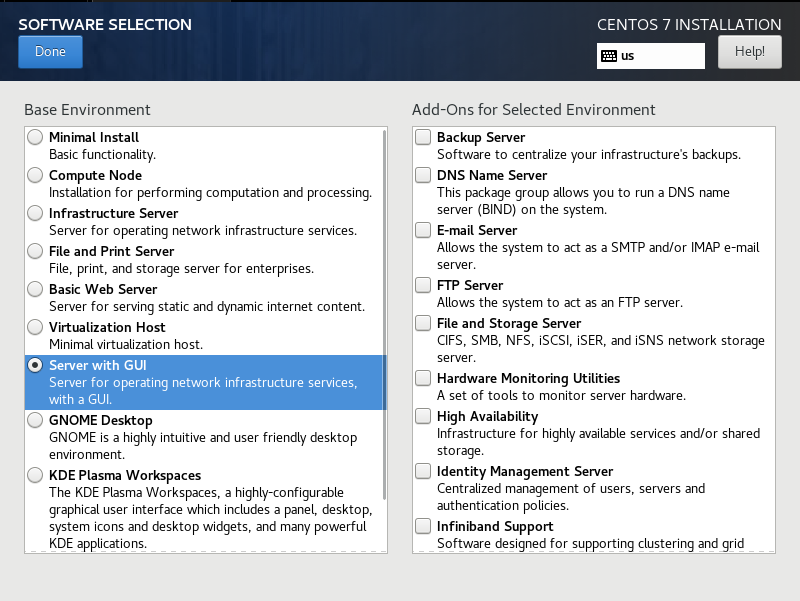 SOFTWARE SELECTION
CENTOS 7 INSTALLATION
Done
us
Help!
Base Environment
Minimal Install
Basic functionality.
Compute Node
Installation for performing computation and processing.
Infrastructure Server
Server for operating network infrastructure services.
File and Print Server
File, print, and storage server for enterprises.
Basic Web Server
Server for serving static and dynamic internet content.
Virtualization Host
Minimal virtualization host.
Server with GUI
Server for operating network infrastructure services,
with a GUI.
GNOME Desktop
GNOME is a highly intuitive and user friendly desktop
environment.
KDE Plasma Workspaces
The KDE Plasma Workspaces, a highly-configurable
graphical user interface which includes a panel, desktop,
system icons and desktop widgets, and many powerful
KDE applications.
Add-Ons for Selected Environment
Backup Server
Software to centralize your infrastructure's backups.
DNS Name Server
This package group allows you to run a DNS name
server (BIND) on the system.
E-mail Server
Allows the system to act as a SMTP and/or IMAP e-mail
server.
FTP Server
Allows the system to act as an FTP server.
File and Storage Server
CIFS, SMB, NFS, iSCSI, iSER, and iSNS network storage
server.
Hardware Monitoring Utilities
A set of tools to monitor server hardware.
High Availability
Infrastructure for highly available services and/or shared
storage.
Identity Management Server
Centralized management of users, servers and
authentication policies.
Infiniband Support
Software designed for supporting clustering and grid